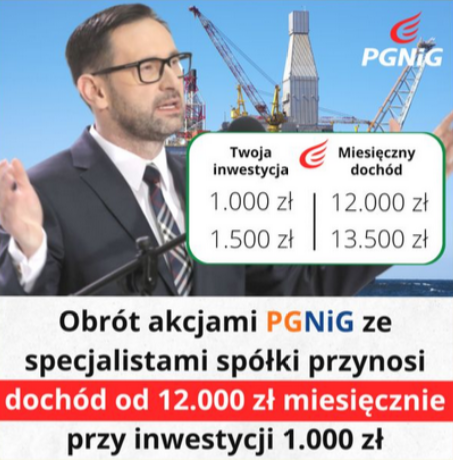 PGNiG
Twoja inwestycja
Miesięczny dochód
1.000 zł
12.000 zł
1.500 zł
13.500 zł
Obrót akcjami PGNiG ze
specjalistami spółki przynosi
dochód od 12.000 zł miesięcznie
przy inwestycji 1.000 zł